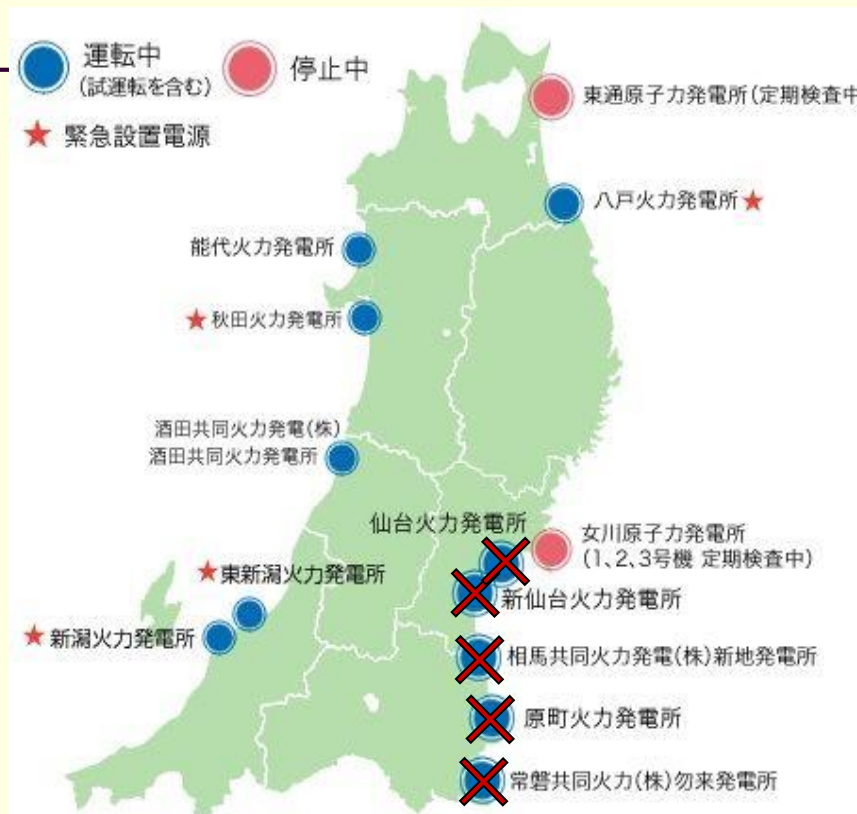 運転中
(試運転を含む)
停止中
★ 緊急設置電源
東通原子力発電所(定期検査中
八戸火力発電所★
能代火力発電所
★秋田火力発電所
酒田共同火力発電(株)
酒田共同火力発電所
仙台火力発電所
女川原子力発電所
(1、2、3号機 定期検査中)
★東新潟火力発電所
新仙台火力発電所
★新潟火力発電所
相馬共同火力発電(株)新地発電所
原町火力発電所
常磐共同火力(株)勿来発電所